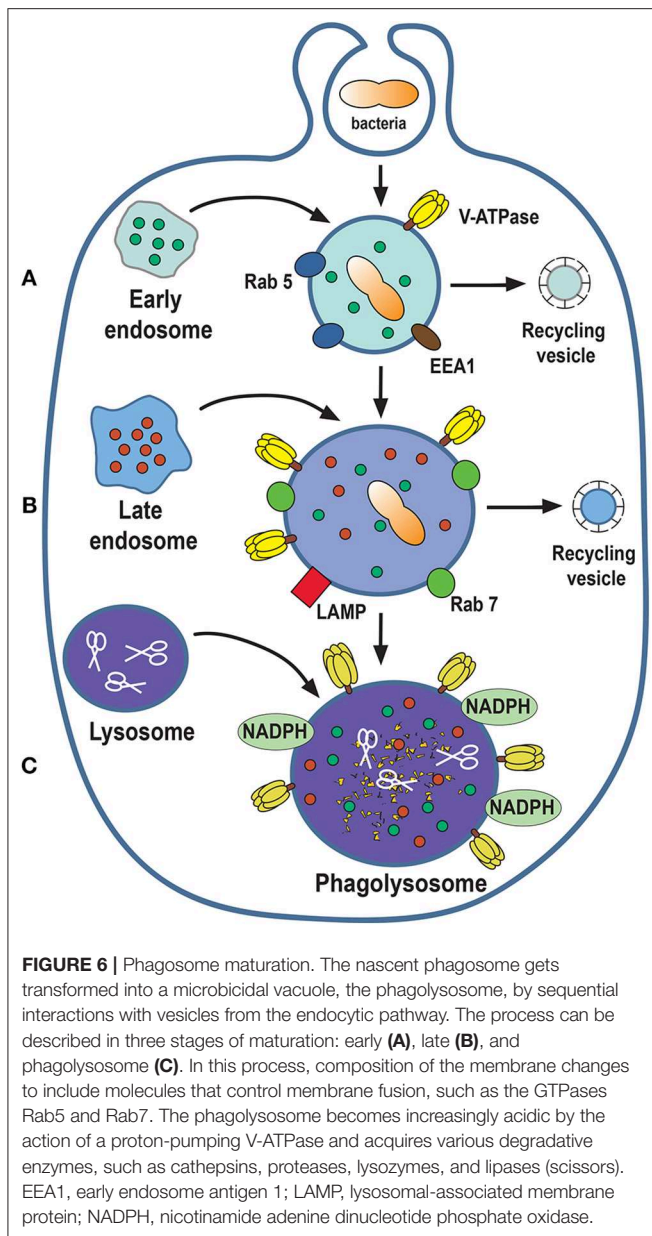 bacteria
V-ATPase
A
Rab 5
Early
endosome
EEA1
Recycling
vesicle
B
Late
endosome
LAMP
Rab 7
Recycling
vesicle
Lysosome
NADPH
NADPH
C
NADPH
Phagolysosome
FIGURE 6 | Phagosome maturation. The nascent phagosome gets
transformed into a microbicidal vacuole, the phagolysosome, by sequential
interactions with vesicles from the endocytic pathway. The process can be
described in three stages of maturation: early (A), late (B), and
phagolysosome (C). In this process, composition of the membrane changes
to include molecules that control membrane fusion, such as the GTPases
Rab5 and Rab7. The phagolysosome becomes increasingly acidic by the
action of a proton-pumping V-ATPase and acquires various degradative
enzymes, such as cathepsins, proteases, lysozymes, and lipases (scissors).
EEA1, early endosome antigen 1; LAMP, lysosomal-associated membrane
protein; NADPH, nicotinamide adenine dinucleotide phosphate oxidase.